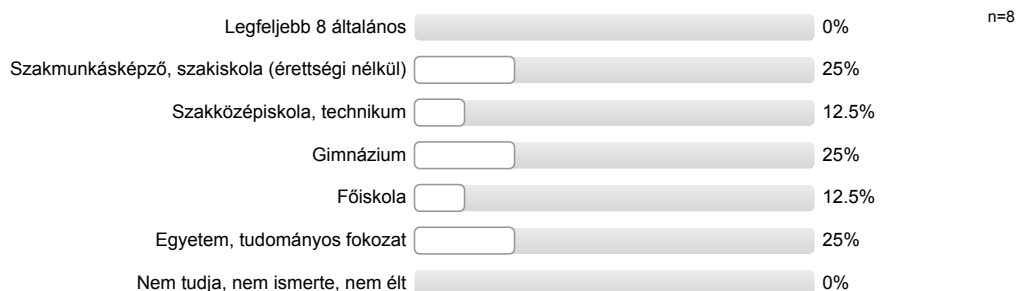 Legfeljebb 8 általános 0% n=8
Szakmunkásképző, szakiskola (érettségi nélkül) 25%
Szakközépiskola, technikum 12.5%
Gimnázium 25%
Főiskola 12.5%
Egyetem, tudományos fokozat 25%
Nem tudja, nem ismerte, nem élt 0%